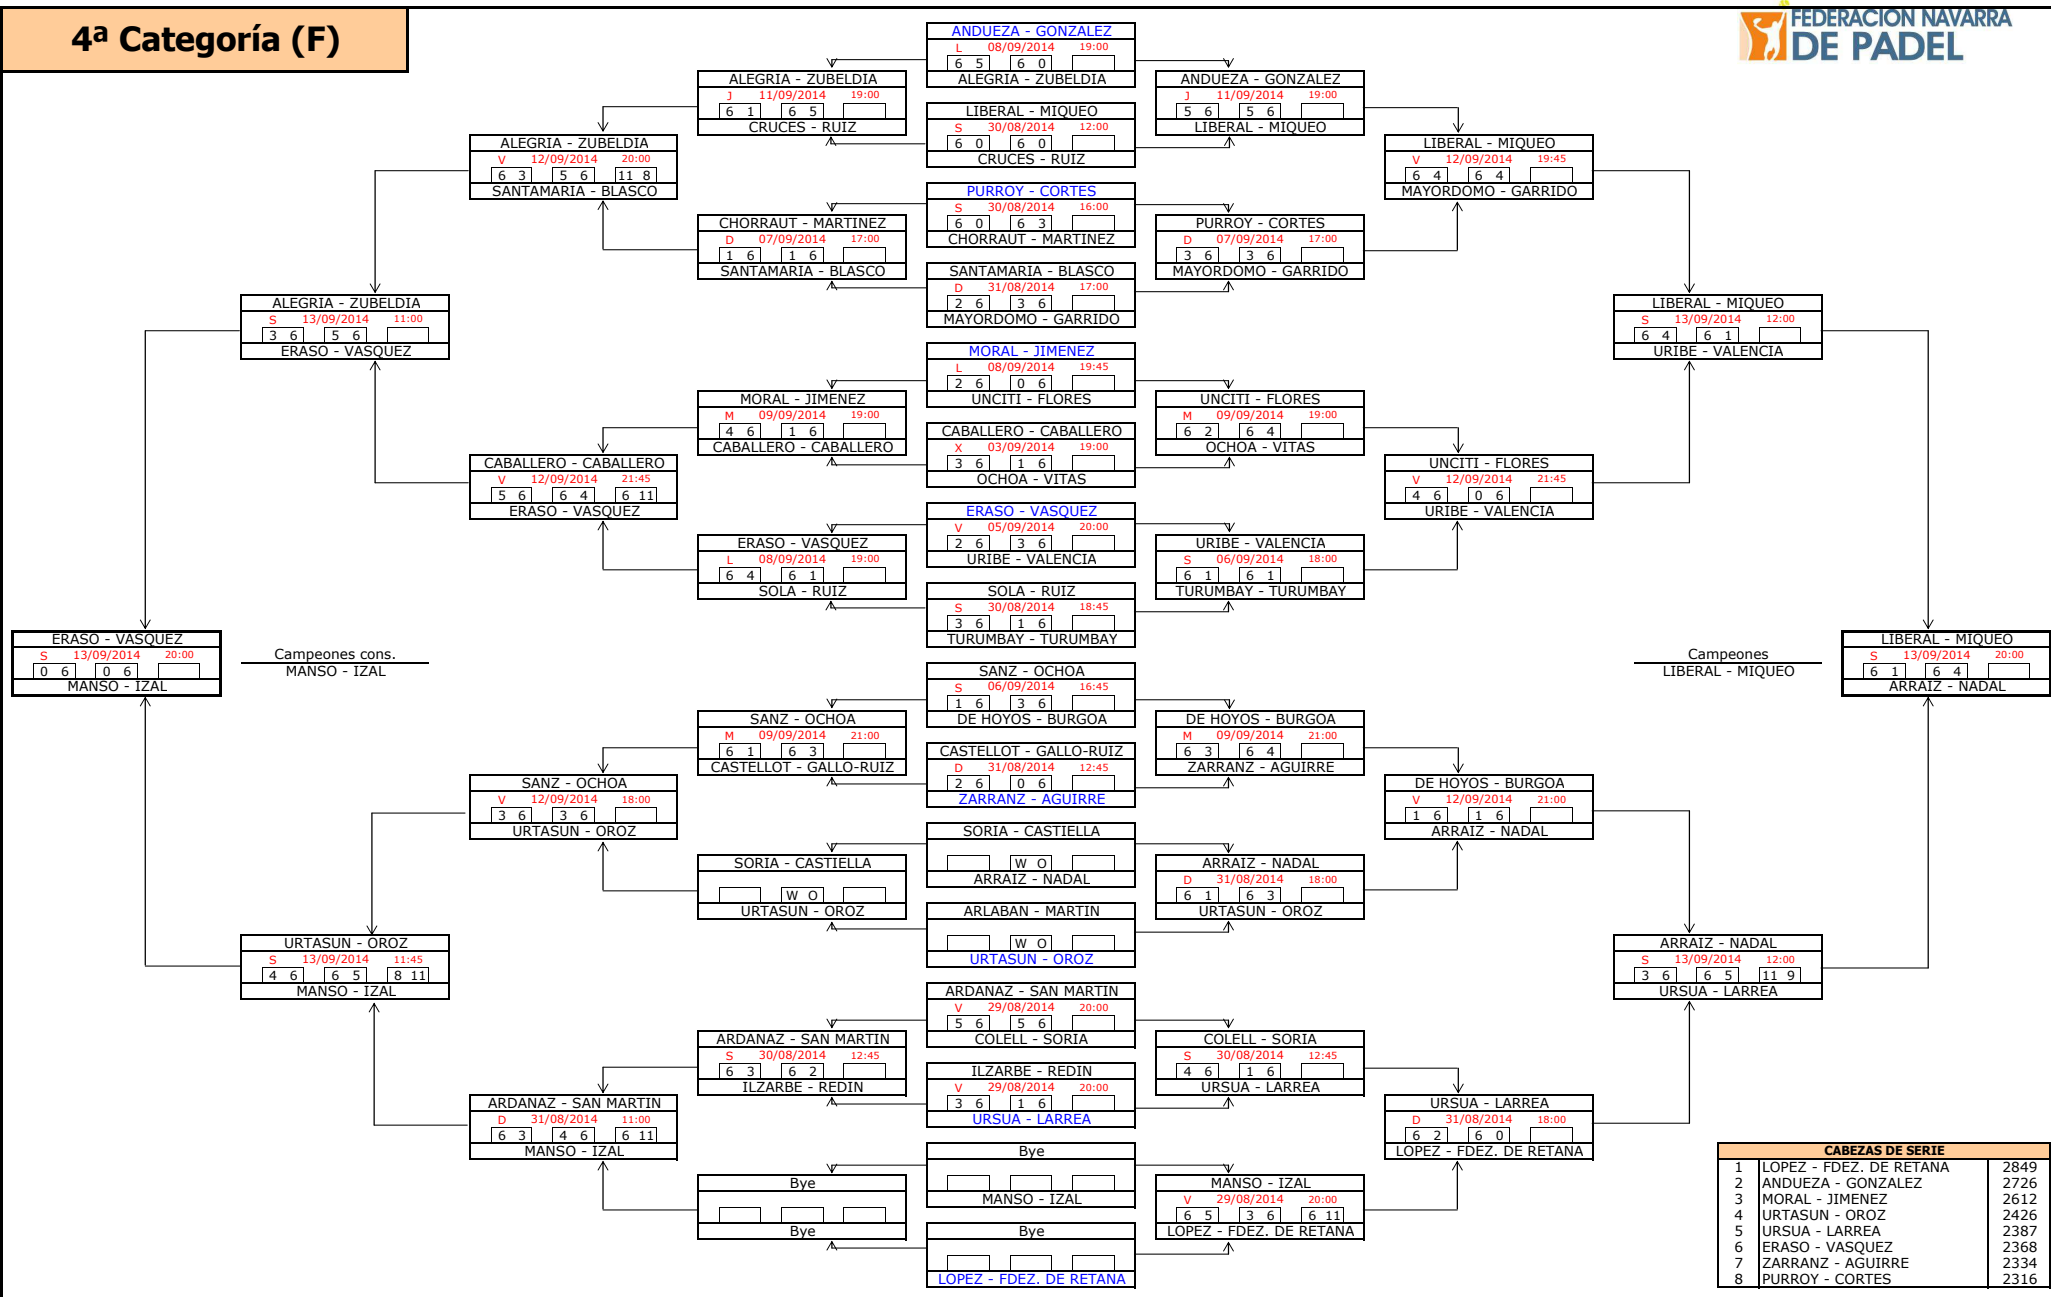 4ª Categoría (F)
FEDERACION NAVARRA
DE PADEL
ERASO - VASQUEZ
S 13/09/2014 20:00
0 6 0 6
MANSO - IZAL
Campeones cons.
MANSO - IZAL
ALEGRIA - ZUBELDIA
S 13/09/2014 11:00
3 6 5 6
ERASO - VASQUEZ
URTASUN - OROZ
S 13/09/2014 11:45
4 6 6 5 8 11
MANSO - IZAL
ALEGRIA - ZUBELDIA
V 12/09/2014 20:00
6 3 5 6 11 8
SANTAMARIA - BLASCO
CABALLERO - CABALLERO
V 12/09/2014 21:45
5 6 6 4 6 11
ERASO - VASQUEZ
SANZ - OCHOA
V 12/09/2014 18:00
3 6 3 6
URTASUN - OROZ
ARDANAZ - SAN MARTIN
D 31/08/2014 11:00
6 3 4 6 6 11
MANSO - IZAL
ALEGRIA - ZUBELDIA
J 11/09/2014 19:00
6 1 6 5
CRUCES - RUIZ
CHORRAUT - MARTINEZ
D 07/09/2014 17:00
1 6 1 6
SANTAMARIA - BLASCO
MORAL - JIMENEZ
M 09/09/2014 19:00
4 6 1 6
CABALLERO - CABALLERO
ERASO - VASQUEZ
L 08/09/2014 19:00
6 4 6 1
SOLA - RUIZ
SANZ - OCHOA
M 09/09/2014 21:00
6 1 6 3
CASTELLOT - GALLO-RUIZ
SORIA - CASTIELLA
W O
URTASUN - OROZ
ARDANAZ - SAN MARTIN
S 30/08/2014 12:45
6 3 6 2
ILZARBE - REDIN
Bye
Bye
ANDUEZA - GONZALEZ
L 08/09/2014 19:00
6 5 6 0
ALEGRIA - ZUBELDIA
LIBERAL - MIQUEO
S 30/08/2014 12:00
6 0 6 0
CRUCES - RUIZ
PURROY - CORTES
S 30/08/2014 16:00
6 0 6 3
CHORRAUT - MARTINEZ
SANTAMARIA - BLASCO
D 31/08/2014 17:00
2 6 3 6
MAYORDOMO - GARRIDO
MORAL - JIMENEZ
L 08/09/2014 19:45
2 6 0 6
UNCITI - FLORES
CABALLERO - CABALLERO
X 03/09/2014 19:00
3 6 1 6
OCHOA - VITAS
ERASO - VASQUEZ
V 05/09/2014 20:00
2 6 3 6
URIBE - VALENCIA
SOLA - RUIZ
S 30/08/2014 18:45
3 6 1 6
TURUMBAY - TURUMBAY
SANZ - OCHOA
S 06/09/2014 16:45
1 6 3 6
DE HOYOS - BURGOA
CASTELLOT - GALLO-RUIZ
D 31/08/2014 12:45
2 6 0 6
ZARRANZ - AGUIRRE
SORIA - CASTIELLA
W O
ARRAIZ - NADAL
ARLABAN - MARTIN
W O
URTASUN - OROZ
ARDANAZ - SAN MARTIN
V 29/08/2014 20:00
5 6 5 6
COLELL - SORIA
ILZARBE - REDIN
V 29/08/2014 20:00
3 6 1 6
URSUA - LARREA
Bye
MANSO - IZAL
Bye
LOPEZ - FDEZ. DE RETANA
ANDUEZA - GONZALEZ
J 11/09/2014 19:00
5 6 5 6
LIBERAL - MIQUEO
PURROY - CORTES
D 07/09/2014 17:00
3 6 3 6
MAYORDOMO - GARRIDO
UNCITI - FLORES
M 09/09/2014 19:00
6 2 6 4
OCHOA - VITAS
URIBE - VALENCIA
S 06/09/2014 18:00
6 1 6 1
TURUMBAY - TURUMBAY
DE HOYOS - BURGOA
M 09/09/2014 21:00
6 3 6 4
ZARRANZ - AGUIRRE
ARRAIZ - NADAL
D 31/08/2014 18:00
6 1 6 3
URTASUN - OROZ
COLELL - SORIA
S 30/08/2014 12:45
4 6 1 6
URSUA - LARREA
MANSO - IZAL
V 29/08/2014 20:00
6 5 3 6 6 11
LOPEZ - FDEZ. DE RETANA
LIBERAL - MIQUEO
V 12/09/2014 19:45
6 4 6 4
MAYORDOMO - GARRIDO
UNCITI - FLORES
V 12/09/2014 21:45
4 6 0 6
URIBE - VALENCIA
DE HOYOS - BURGOA
V 12/09/2014 21:00
1 6 1 6
ARRAIZ - NADAL
URSUA - LARREA
D 31/08/2014 18:00
6 2 6 0
LOPEZ - FDEZ. DE RETANA
LIBERAL - MIQUEO
S 13/09/2014 12:00
6 4 6 1
URIBE - VALENCIA
ARRAIZ - NADAL
S 13/09/2014 12:00
3 6 6 5 11 9
URSUA - LARREA
Campeones
LIBERAL - MIQUEO
LIBERAL - MIQUEO
S 13/09/2014 20:00
6 1 6 4
ARRAIZ - NADAL
CABEZAS DE SERIE
1 LOPEZ - FDEZ. DE RETANA 2849
2 ANDUEZA - GONZALEZ 2726
3 MORAL - JIMENEZ 2612
4 URTASUN - OROZ 2426
5 URSUA - LARREA 2387
6 ERASO - VASQUEZ 2368
7 ZARRANZ - AGUIRRE 2334
8 PURROY - CORTES 2316